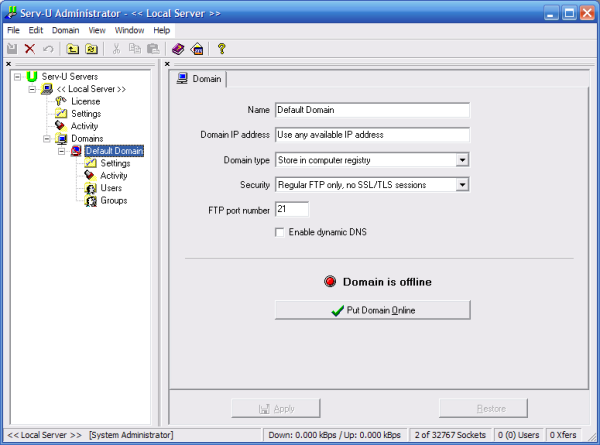 Serv-U Administrator - << Local Server >>
File Edit Domain View Window Help
Serv-U Servers
<< Local Server >>
License
Settings
Activity
Domains
Default Domain
Settings
Activity
Users
Groups
Domain
Name Default Domain
Domain IP address Use any available IP address
Domain type Store in computer registry
Security Regular FTP only, no SSL/TLS sessions
FTP port number 21
Enable dynamic DNS
Domain is offline
Put Domain Online
Apply Restore
<< Local Server >> [System Administrator] Down: 0.000 kBps / Up: 0.000 kBps 2 of 32767 Sockets 0 (0) Users 0 Xfers